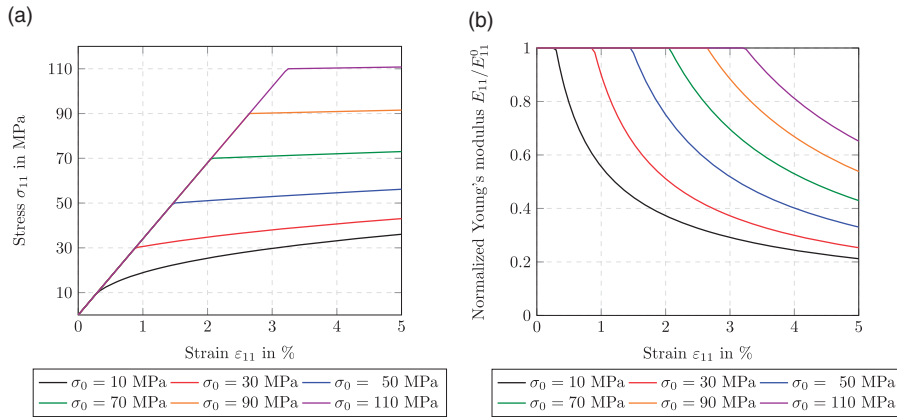 (a)
(b)
Stress σ₁₁ in MPa
110
90
70
50
30
10
0 1 2 3 4 5
Strain ε₁₁ in %
σ₀ = 10 MPa σ₀ = 30 MPa σ₀ = 50 MPa
σ₀ = 70 MPa σ₀ = 90 MPa σ₀ = 110 MPa
Normalized Young's modulus E₁₁/E⁰₁₁
1
0.8
0.6
0.4
0.2
0
0 1 2 3 4 5
Strain ε₁₁ in %
σ₀ = 10 MPa σ₀ = 30 MPa σ₀ = 50 MPa
σ₀ = 70 MPa σ₀ = 90 MPa σ₀ = 110 MPa